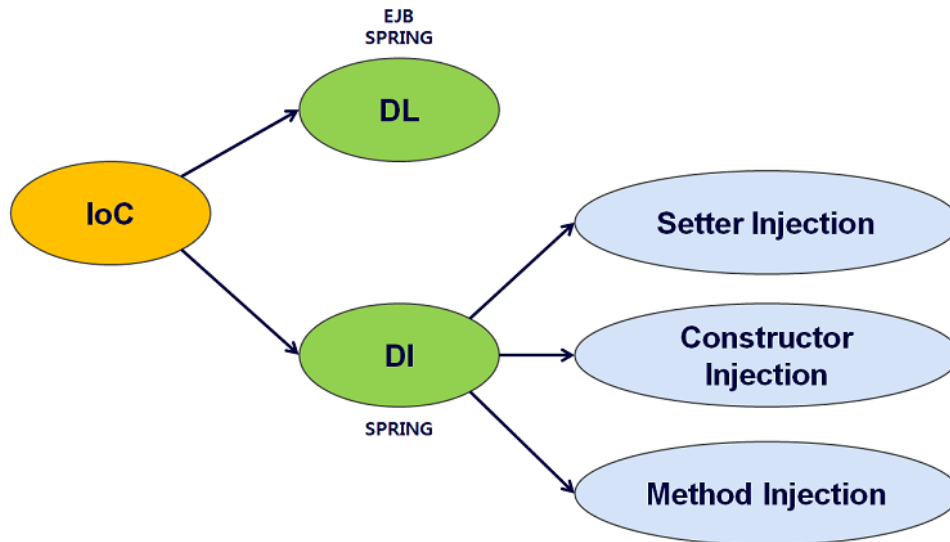 EJB
SPRING
DL
IoC
Setter Injection
DI
Constructor
Injection
SPRING
Method Injection